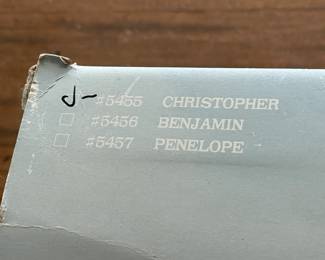 #5455 CHRISTOPHER
#5456 BENJAMIN
#5457 PENELOPE